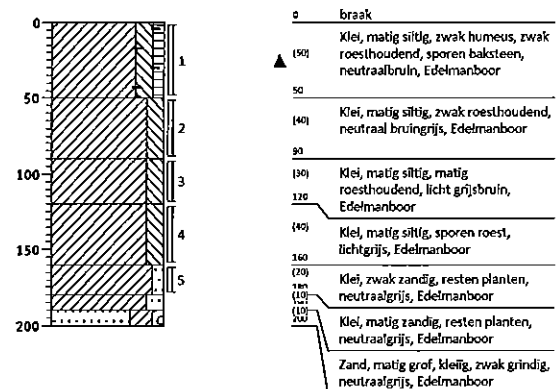 0
50
100
150
200
1
2
3
4
5
0 braak
(50) Klei, matig siltig, zwak humeus, zwak
roesthoudend, sporen baksteen,
neutraalbruin, Edelmanboor
50
(40) Klei, matig siltig, zwak roesthoudend,
neutraal bruingrijs, Edelmanboor
90
(30) Klei, matig siltig, matig
roesthoudend, licht grijsbruin,
120
Edelmanboor
(40) Klei, matig siltig, sporen roest,
lichtgrijs, Edelmanboor
160
(20) Klei, zwak zandig, resten planten,
180
(10) neutraalgrijs, Edelmanboor
(10) Klei, matig zandig, resten planten,
200
neutraalgrijs, Edelmanboor
Zand, matig grof, kleiïg, zwak grindig,
neutraalgrijs, Edelmanboor